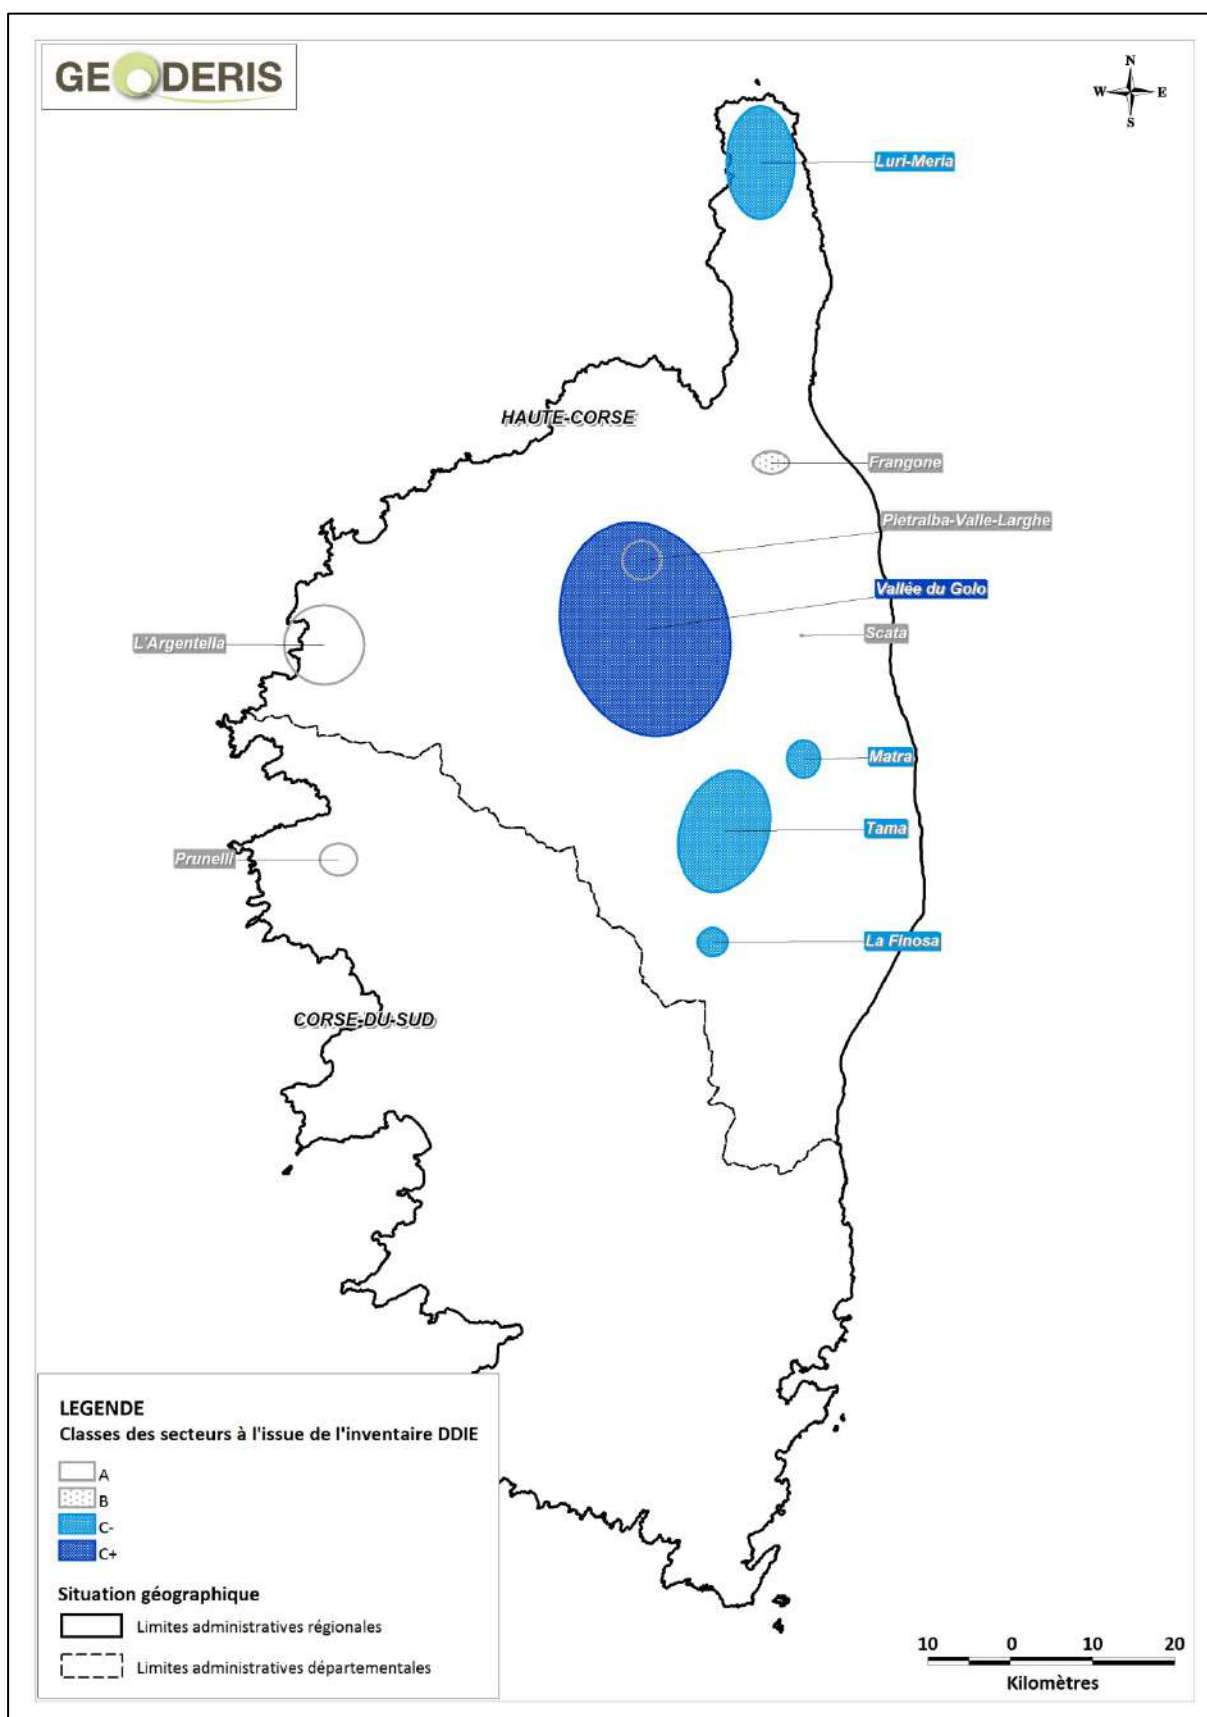 GEODERIS
N
W E
S
Luri-Meria
HAUTE-CORSE
Frangone
Pietralba-Valle-Larghe
Vallée du Golo
Scata
L'Argentella
Matra
Tama
Prunelli
La Finosa
CORSE-DU-SUD
LEGENDE
Classes des secteurs à l'issue de l'inventaire DDIE
A
B
C-
C+
Situation géographique
Limites administratives régionales
Limites administratives départementales
10 0 10 20
Kilomètres